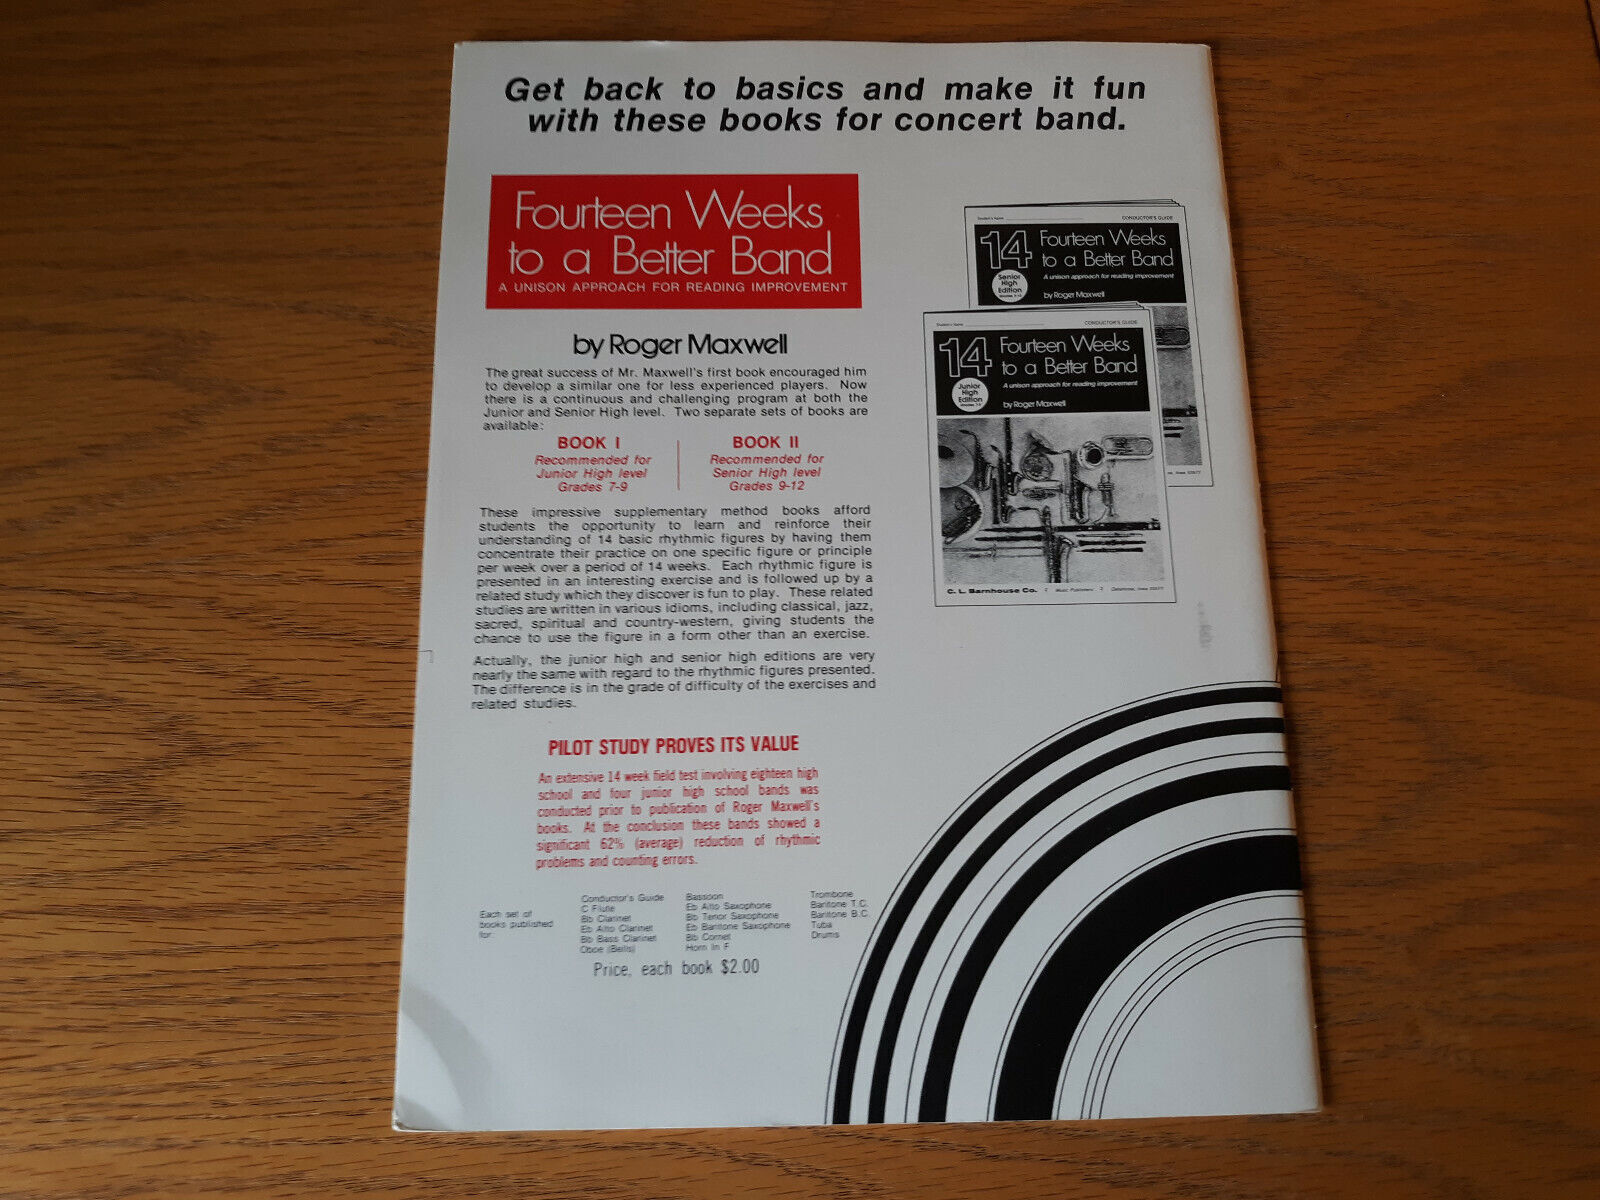 Get back to basics and make it fun
with these books for concert band.
Fourteen Weeks
to a Better Band
A UNISON APPROACH FOR READING IMPROVEMENT
by Roger Maxwell
The great success of Mr. Maxwell's first book encouraged him
to develop a similar one for less experienced players. Now
there is a continuous and challenging program at both the
Junior and Senior High level. Two separate sets of books are
available:
BOOK I
Recommended for
Junior High level
Grades 7-9
BOOK II
Recommended for
Senior High level
Grades 9-12
These impressive supplementary method books afford
students the opportunity to learn and reinforce their
understanding of 14 basic rhythmic figures by having them
concentrate their practice on one specific figure or principle
per week over a period of 14 weeks. Each rhythmic figure is
presented in an interesting exercise and is followed up by a
related study which they discover is fun to play. These related
studies are written in various idioms, including classical, jazz,
sacred, spiritual and country-western, giving students the
chance to use the figure in a form other than an exercise.
Actually, the junior high and senior high editions are very
nearly the same with regard to the rhythmic figures presented.
The difference is in the grade of difficulty of the exercises and
related studies.
PILOT STUDY PROVES ITS VALUE
An extensive 14 week field test involving eighteen high
school and four junior high school bands was
conducted prior to publication of Roger Maxwell's
books. At the conclusion these bands showed a
significant 62% (average) reduction of rhythmic
problems and counting errors.
Each set of
books published
for:
Conductor's Guide
C Flute
Bb Clarinet
Eb Alto Clarinet
Bb Bass Clarinet
Oboe (Bells)
Bassoon
Eb Alto Saxophone
Bb Tenor Saxophone
Eb Baritone Saxophone
Bb Cornet
Horn in F
Trombone
Baritone T.C.
Baritone B.C.
Tuba
Drums
Price, each book $2.00
Student's Name
CONDUCTOR'S GUIDE
14
Fourteen Weeks
to a Better Band
A unison approach for reading improvement
Senior
High
Edition
by Roger Maxwell
Student's Name
CONDUCTOR'S GUIDE
14
Fourteen Weeks
to a Better Band
A unison approach for reading improvement
Junior
High
Edition
Grades 7-9
by Roger Maxwell
C. L. Barnhouse Co. Music Publishers Oskaloosa, Iowa 52577